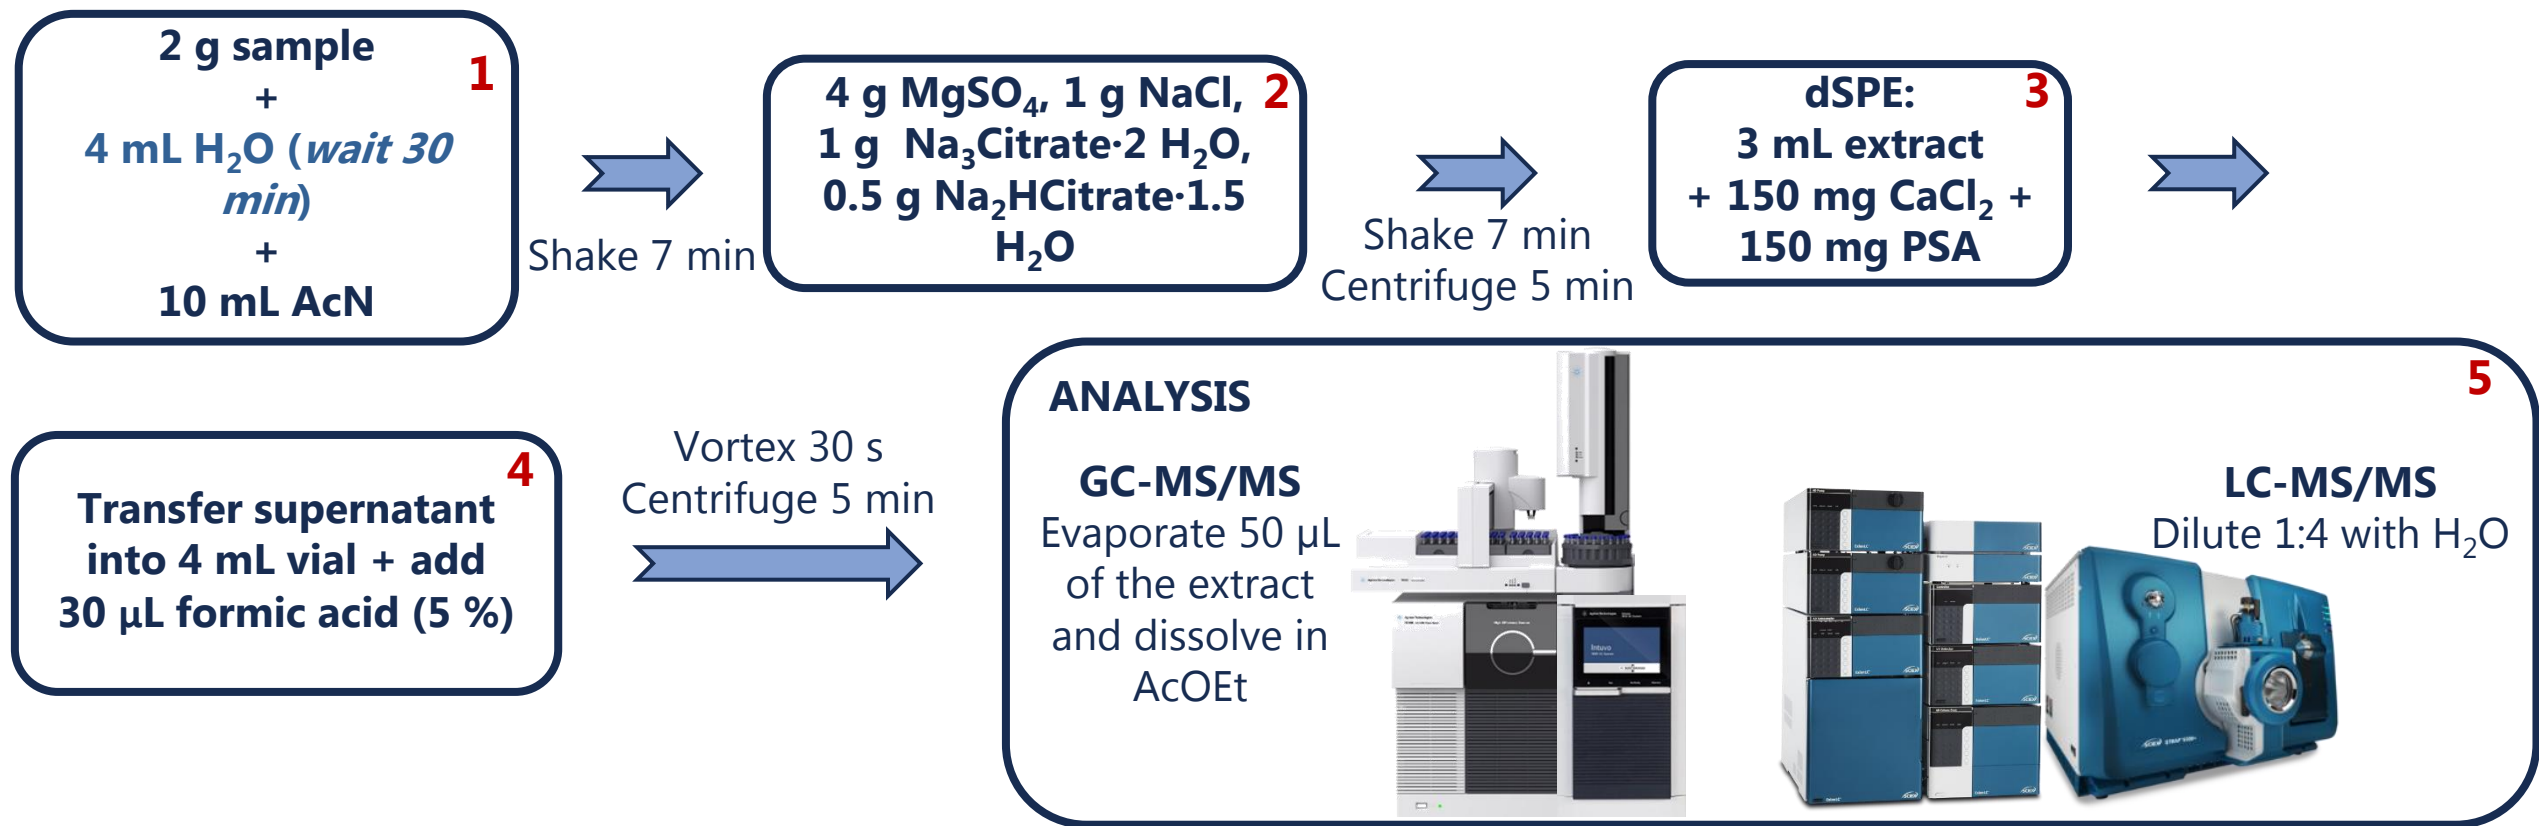 2 g sample
1
+
4 mL H₂O (wait 30
min)
+
10 mL AcN
Shake 7 min
4 g MgSO₄, 1 g NaCl,
2
1 g Na₃Citrate·2 H₂O,
0.5 g Na₂HCitrate·1.5
H₂O
Shake 7 min
Centrifuge 5 min
dSPE:
3
3 mL extract
+ 150 mg CaCl₂ +
150 mg PSA
4
Transfer supernatant
into 4 mL vial + add
30 µL formic acid (5 %)
Vortex 30 s
Centrifuge 5 min
5
ANALYSIS
GC-MS/MS
Evaporate 50 µL
of the extract
and dissolve in
AcOEt
Intuvo
LC-MS/MS
Dilute 1:4 with H₂O